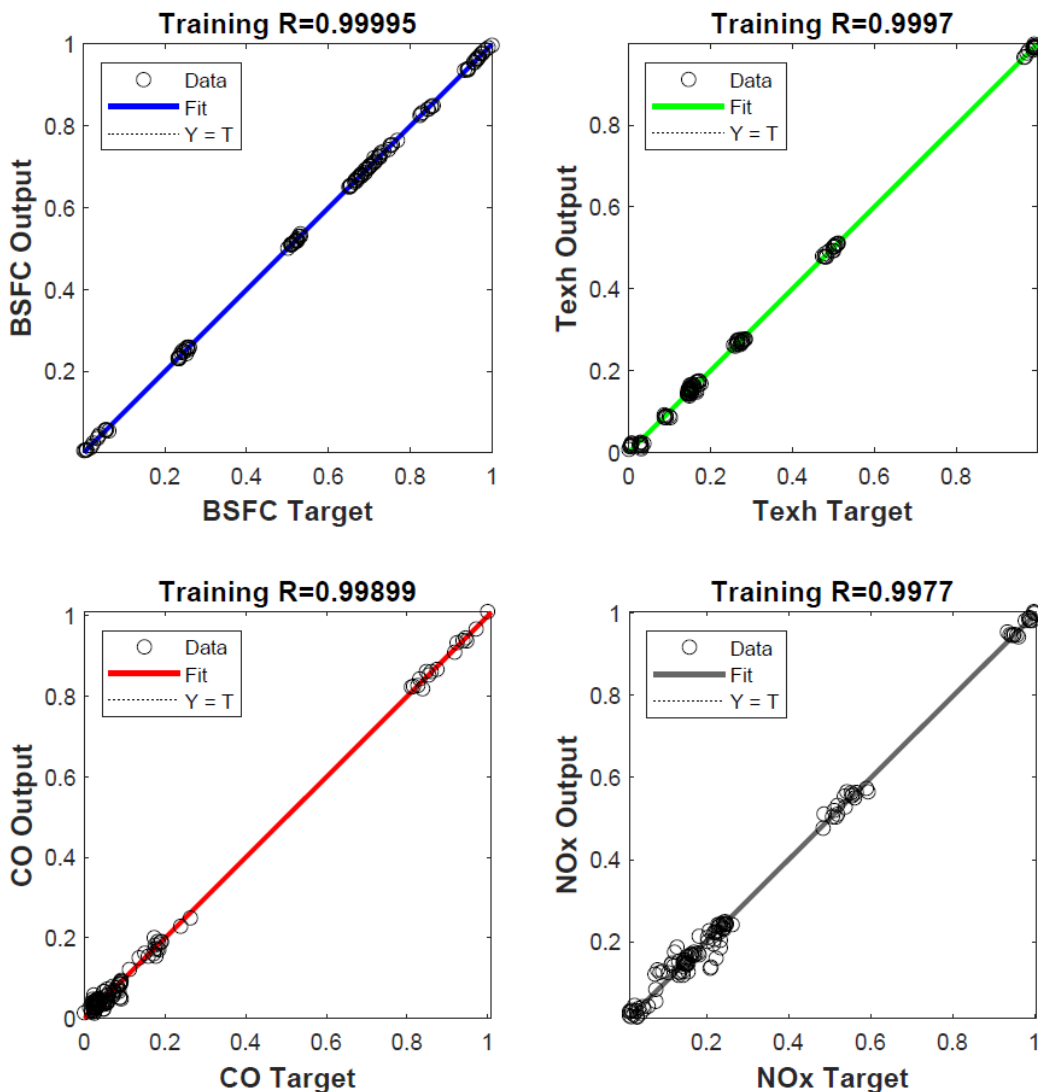 Training R=0.99995
1
0.8
0.6
0.4
0.2
BSFC Output
Data
Fit
Y = T
0.2 0.4 0.6 0.8 1
BSFC Target
Training R=0.9997
0.8
0.6
0.4
0.2
0
Texh Output
Data
Fit
Y = T
0 0.2 0.4 0.6 0.8
Texh Target
Training R=0.99899
1
0.8
0.6
0.4
0.2
0
CO Output
Data
Fit
Y = T
0 0.2 0.4 0.6 0.8 1
CO Target
Training R=0.9977
1
0.8
0.6
0.4
0.2
NOx Output
Data
Fit
Y = T
0.2 0.4 0.6 0.8 1
NOx Target